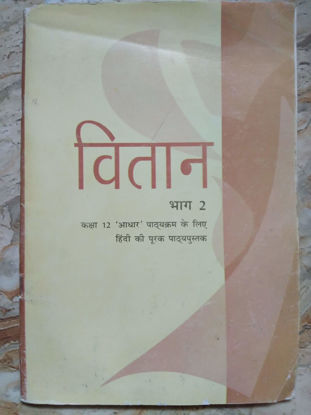 वितान
भाग 2
कक्षा 12 'आधार' पाठ्यक्रम के लिए
हिंदी की पूरक पाठ्यपुस्तक